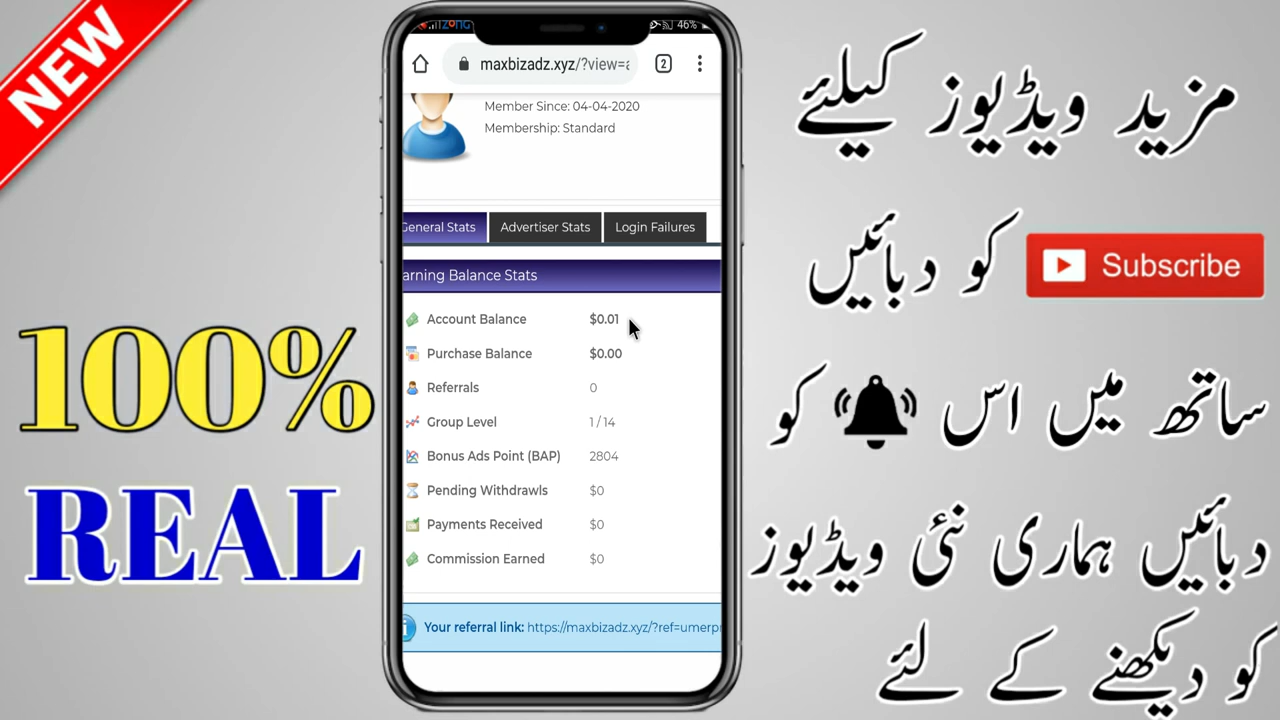 NEW
100%
REAL
ZONG
46%
maxbizadz.xyz/?view=a
2
Member Since: 04-04-2020
Membership: Standard
General Stats
Advertiser Stats
Login Failures
arning Balance Stats
Account Balance $0.01
Purchase Balance $0.00
Referrals 0
Group Level 1 / 14
Bonus Ads Point (BAP) 2804
Pending Withdrawls $0
Payments Received $0
Commission Earned $0
Your referral link: https://maxbizadz.xyz/?ref=umerpr
مزید ویڈیوز کیلئے
Subscribe کو دبائیں
ساتھ میں اس کو
دبائیں ہماری نئی ویڈیوز
کو دیکھنے کے لئے